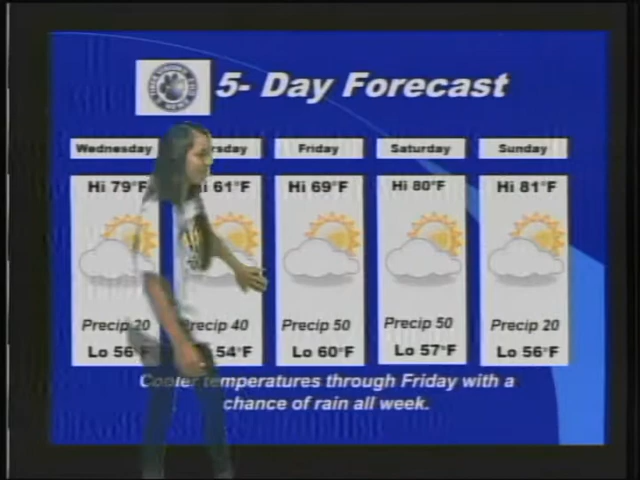 5- Day Forecast
Wednesday rsday Friday Saturday Sunday
Hi 79°F i 61°F Hi 69°F Hi 80°F Hi 81°F
Precip 20 recip 40 Precip 50 Precip 50 Precip 20
Lo 56°F 54°F Lo 60°F Lo 57°F Lo 56°F
Cooler temperatures through Friday with a
chance of rain all week.